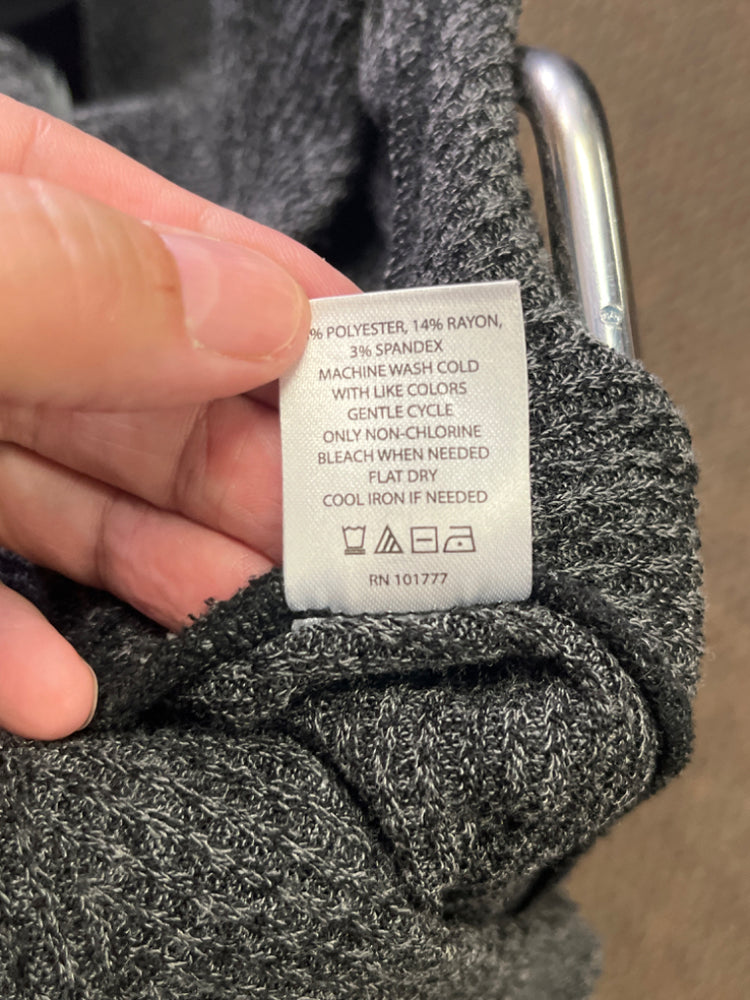 % POLYESTER, 14% RAYON,
3% SPANDEX
MACHINE WASH COLD
WITH LIKE COLORS
GENTLE CYCLE
ONLY NON-CHLORINE
BLEACH WHEN NEEDED
FLAT DRY
COOL IRON IF NEEDED
RN 101777